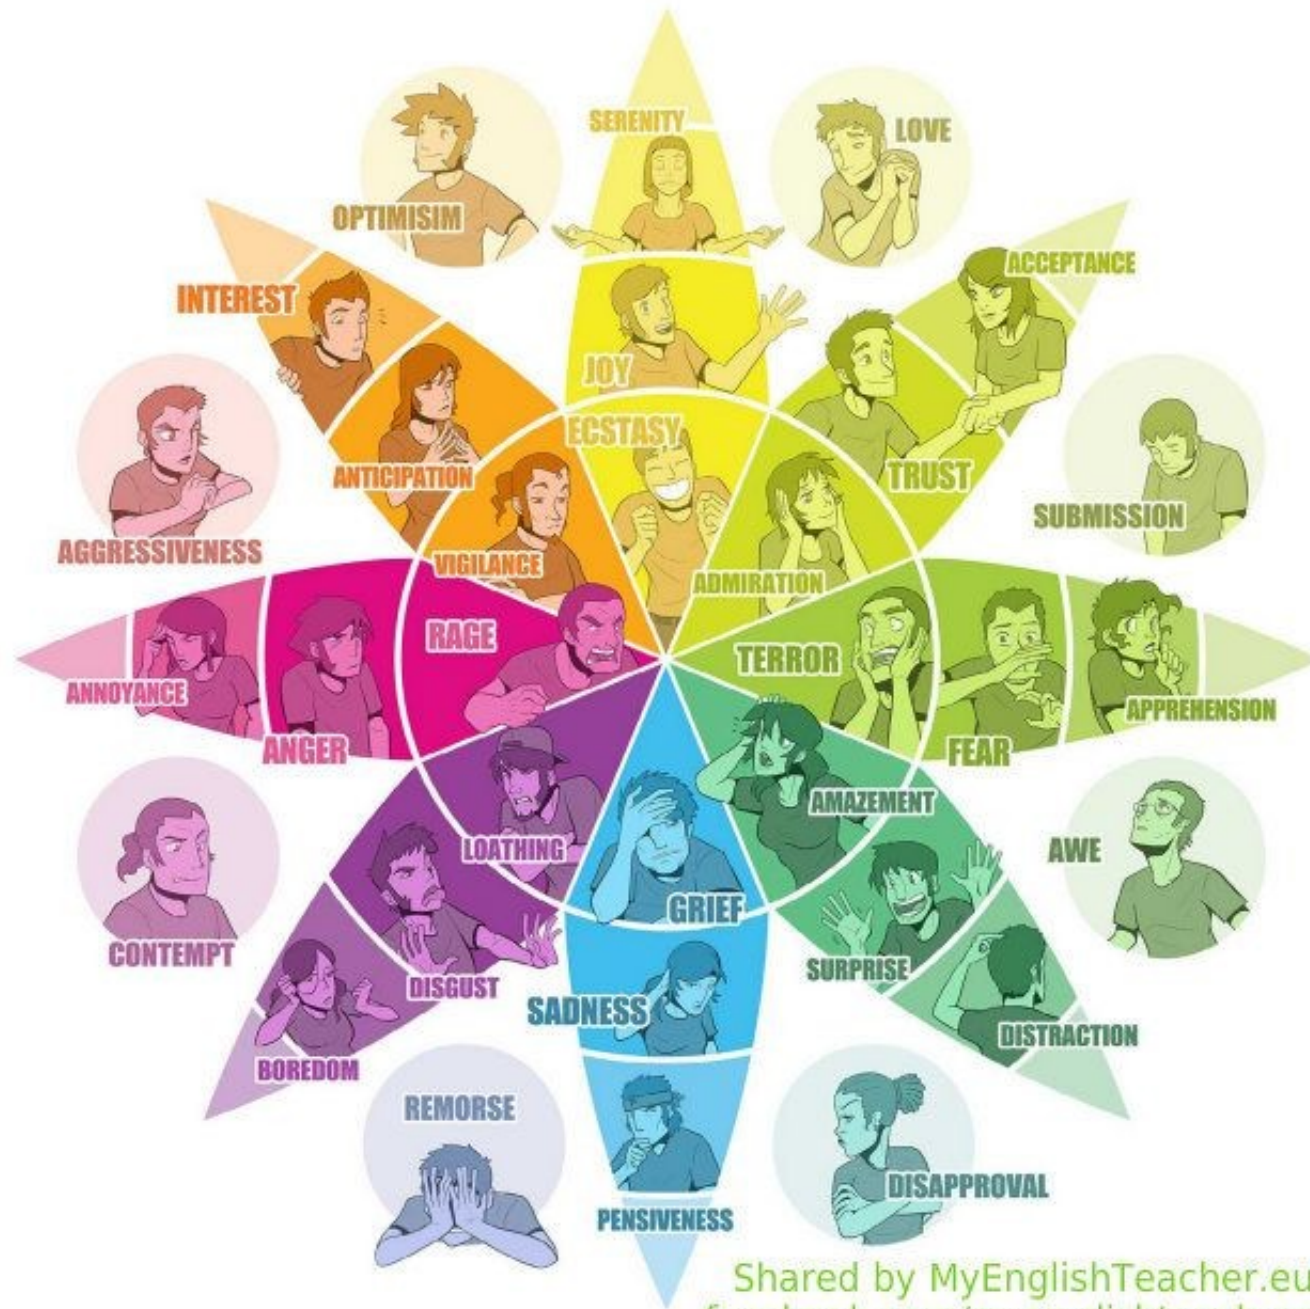 SERENITY
LOVE
OPTIMISIM
ACCEPTANCE
INTEREST
JOY
ECSTASY
ANTICIPATION
TRUST
SUBMISSION
AGGRESSIVENESS
VIGILANCE
ADMIRATION
RAGE
TERROR
ANNOYANCE
APPREHENSION
ANGER
FEAR
AMAZEMENT
LOATHING
AWE
GRIEF
CONTEMPT
SURPRISE
DISGUST
SADNESS
DISTRACTION
BOREDOM
REMORSE
DISAPPROVAL
PENSIVENESS
Shared by MyEnglishTeacher.eu